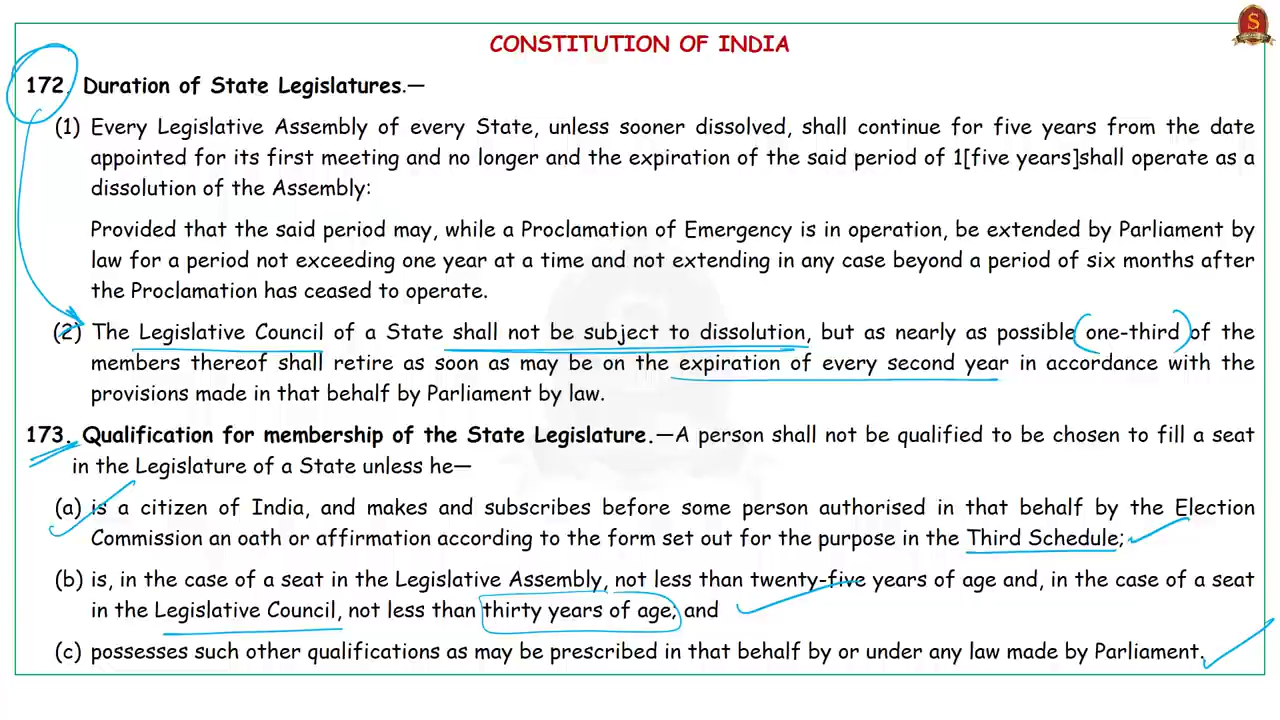 CONSTITUTION OF INDIA
172. Duration of State Legislatures.—
(1) Every Legislative Assembly of every State, unless sooner dissolved, shall continue for five years from the date
appointed for its first meeting and no longer and the expiration of the said period of 1[five years]shall operate as a
dissolution of the Assembly:
Provided that the said period may, while a Proclamation of Emergency is in operation, be extended by Parliament by
law for a period not exceeding one year at a time and not extending in any case beyond a period of six months after
the Proclamation has ceased to operate.
(2) The Legislative Council of a State shall not be subject to dissolution, but as nearly as possible one-third of the
members thereof shall retire as soon as may be on the expiration of every second year in accordance with the
provisions made in that behalf by Parliament by law.
173. Qualification for membership of the State Legislature.—A person shall not be qualified to be chosen to fill a seat
in the Legislature of a State unless he—
(a) is a citizen of India, and makes and subscribes before some person authorised in that behalf by the Election
Commission an oath or affirmation according to the form set out for the purpose in the Third Schedule;
(b) is, in the case of a seat in the Legislative Assembly, not less than twenty-five years of age and, in the case of a seat
in the Legislative Council, not less than thirty years of age; and
(c) possesses such other qualifications as may be prescribed in that behalf by or under any law made by Parliament.